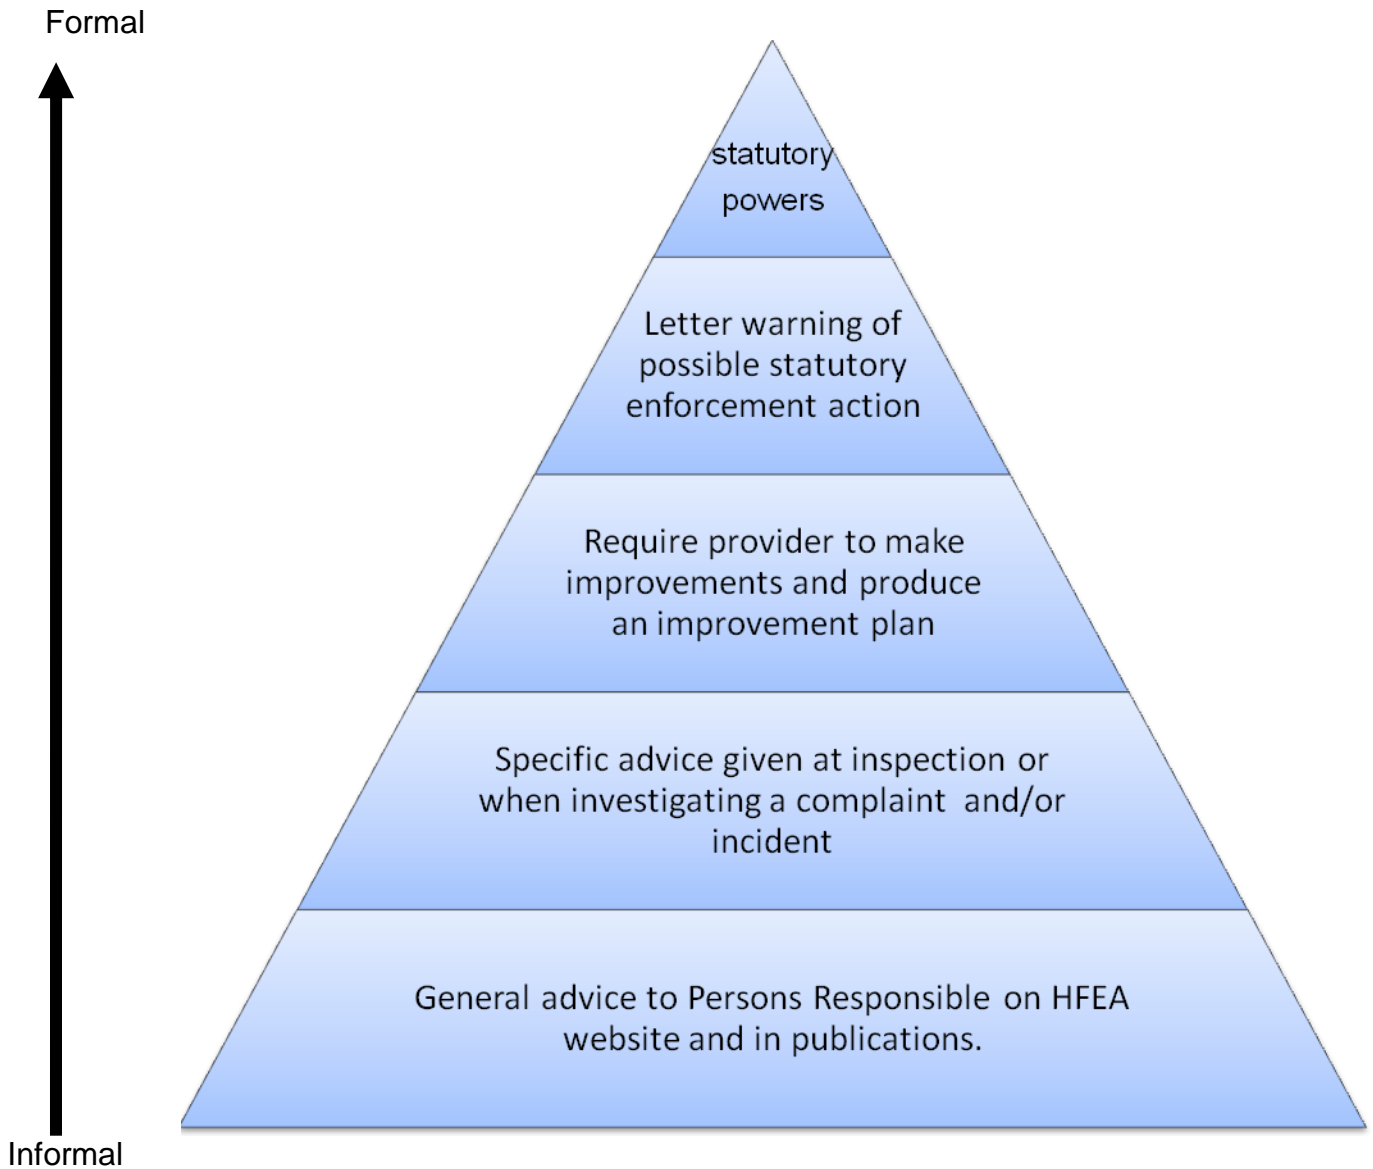 Formal
statutory
powers
Letter warning of
possible statutory
enforcement action
Require provider to make
improvements and produce
an improvement plan
Specific advice given at inspection or
when investigating a complaint and/or
incident
General advice to Persons Responsible on HFEA
website and in publications.
Informal